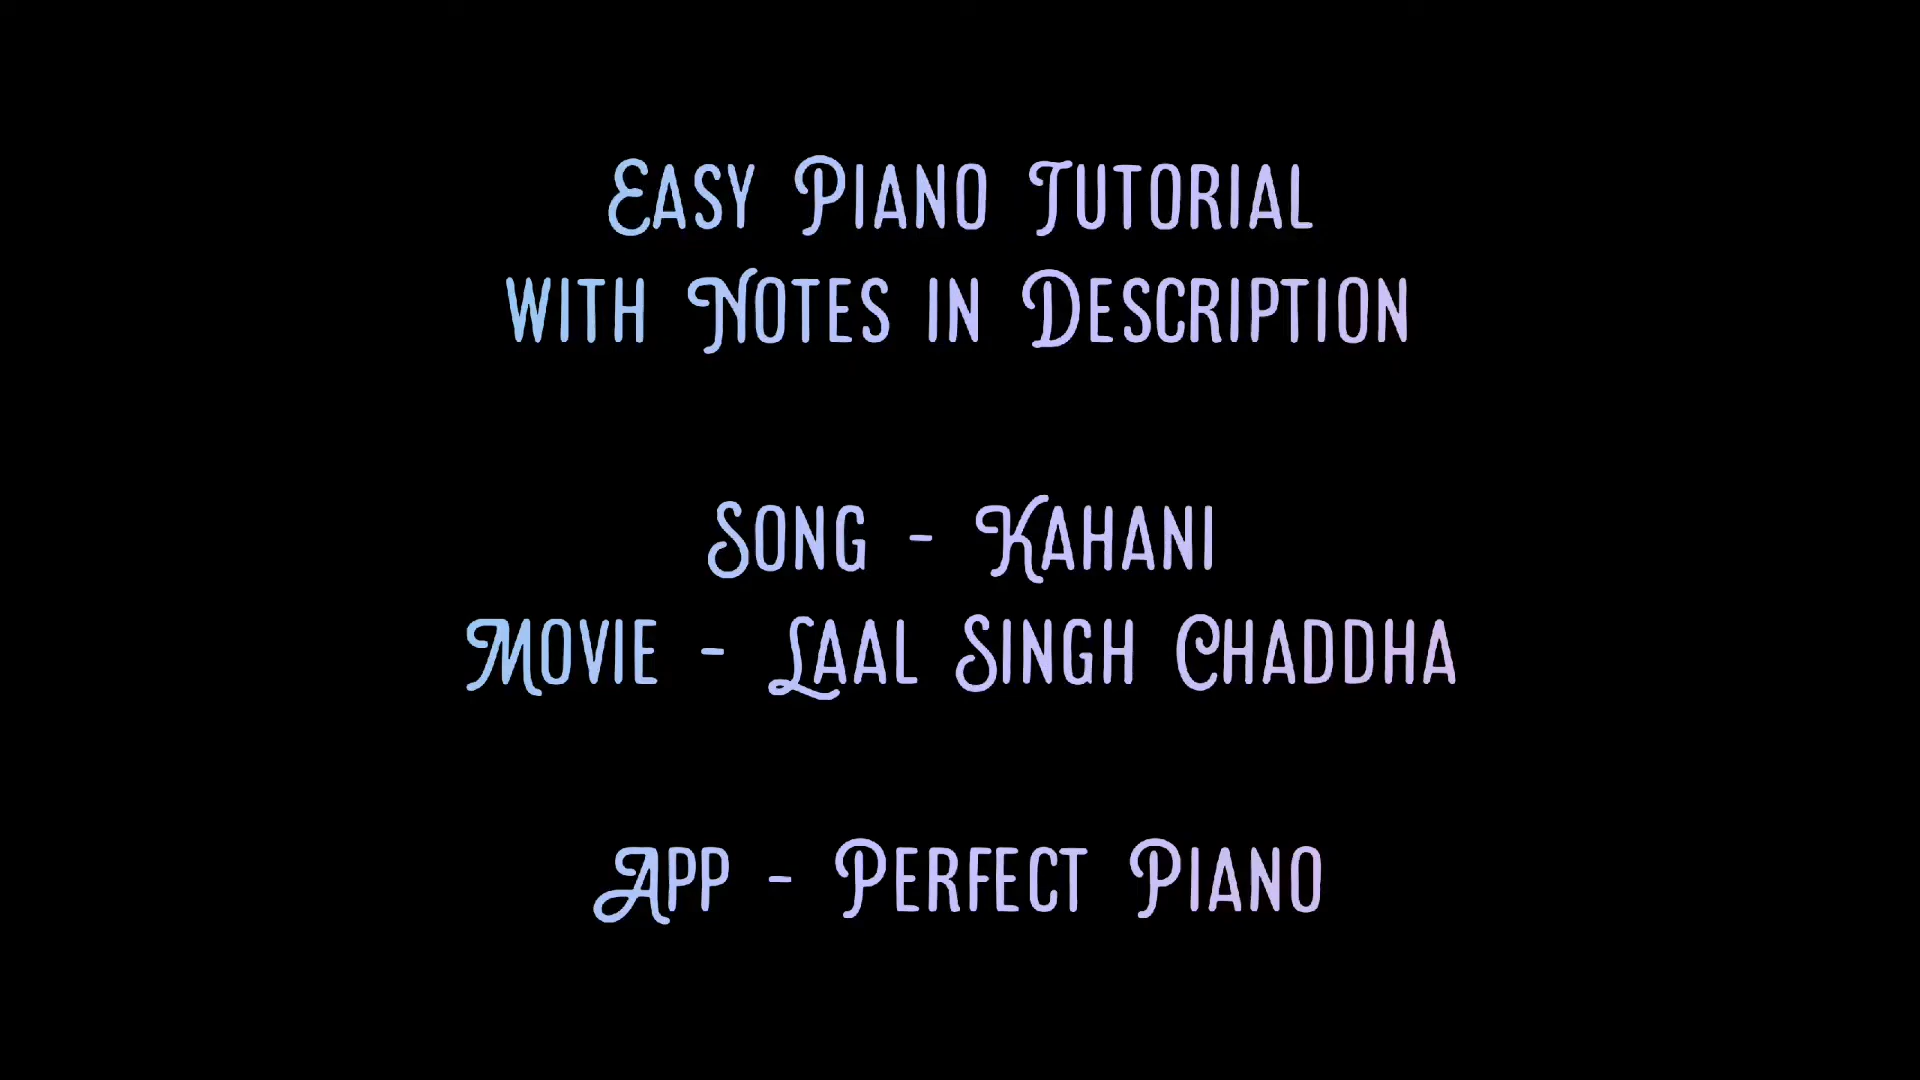 Easy Piano Tutorial
with Notes in Description
Song - Kahani
Movie - Laal Singh Chaddha
App - Perfect Piano